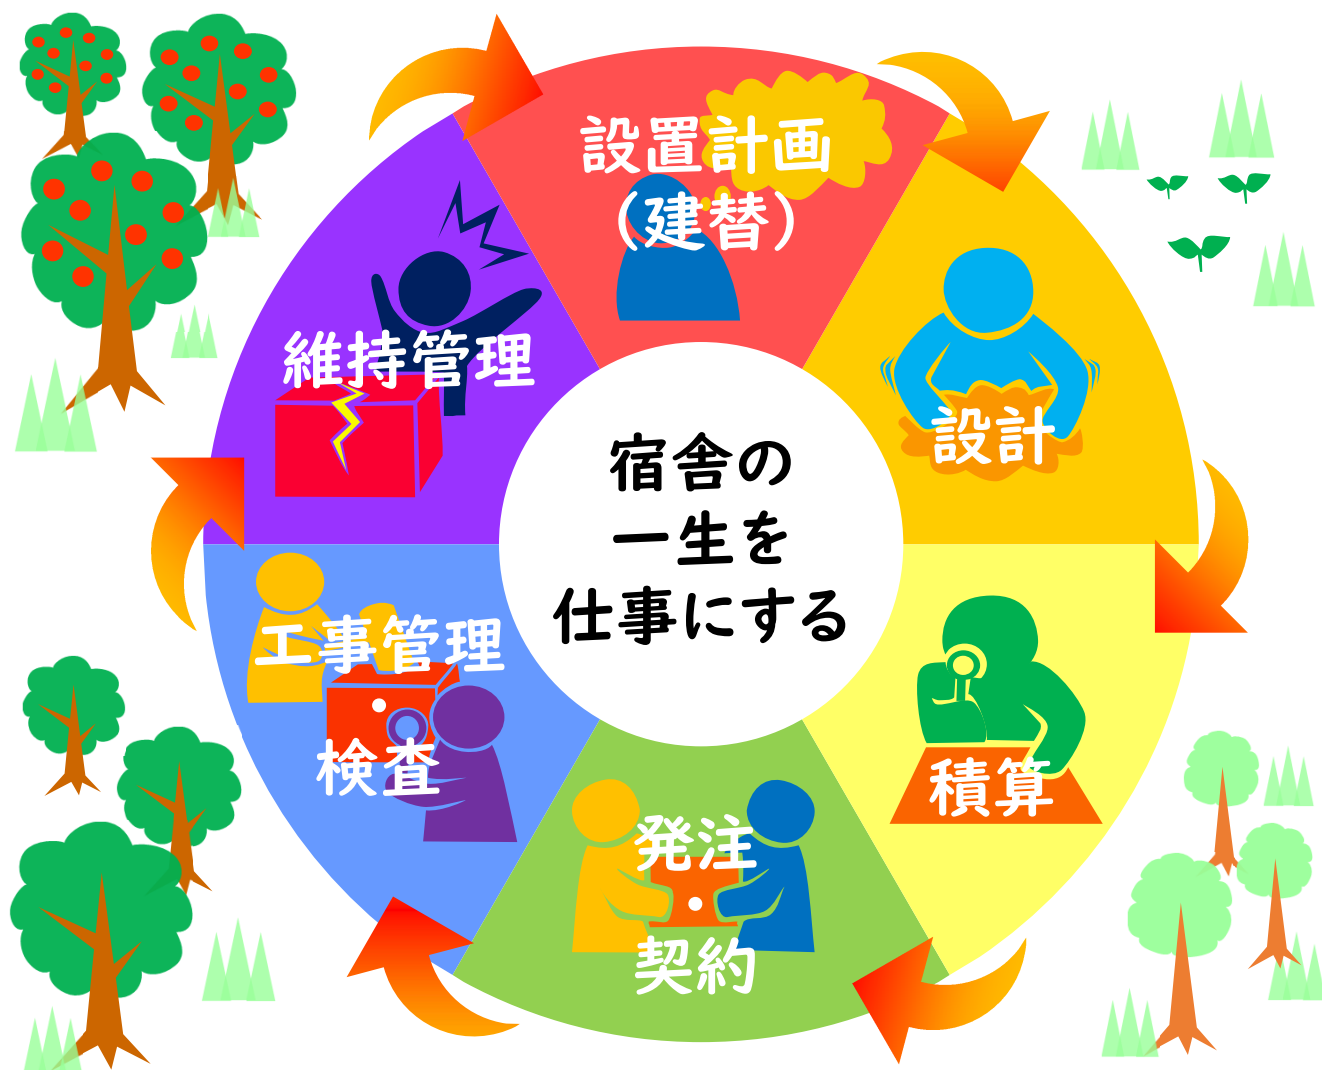 宿舎の
一生を
仕事にする
設置計画
（建替）
設計
積算
発注
契約
工事管理
検査
維持管理